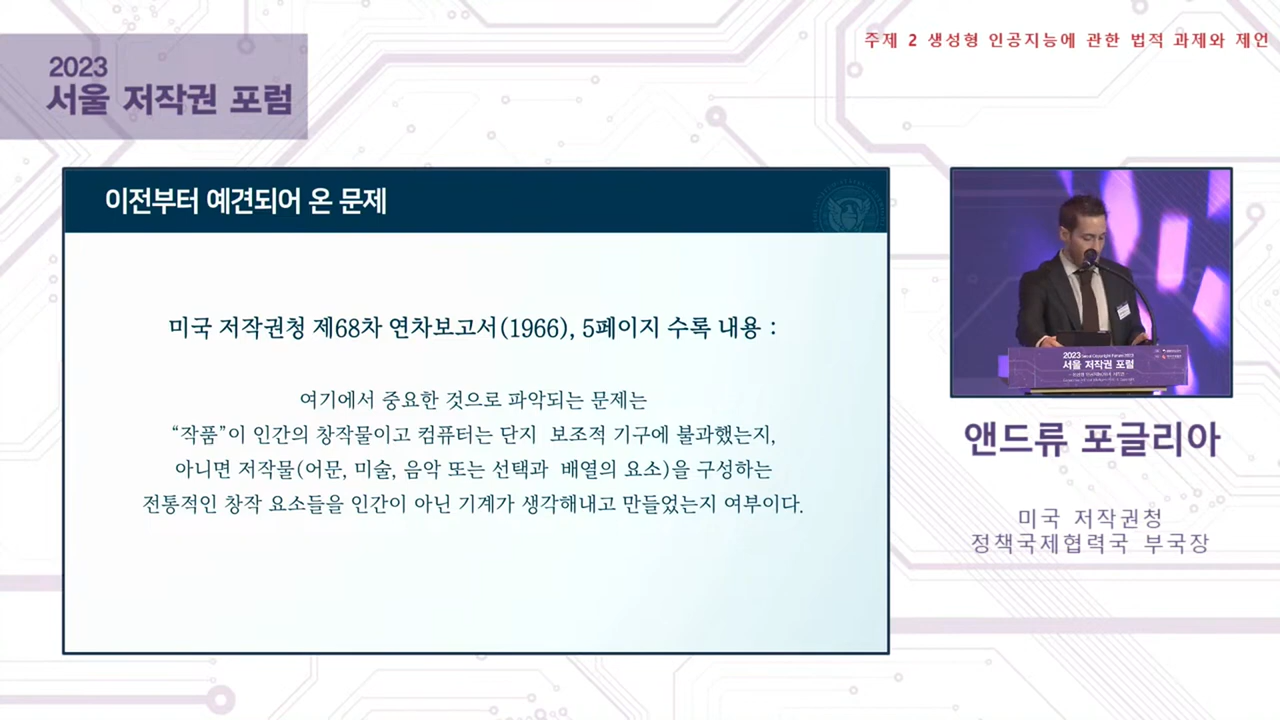 주제 2 생성형 인공지능에 관한 법적 과제와 제언
2023
서울 저작권 포럼
이전부터 예견되어 온 문제
미국 저작권청 제68차 연차보고서(1966), 5페이지 수록 내용 :
여기에서 중요한 것으로 파악되는 문제는
“작품”이 인간의 창작물이고 컴퓨터는 단지 보조적 기구에 불과했는지,
아니면 저작물(어문, 미술, 음악 또는 선택과 배열의 요소)을 구성하는
전통적인 창작 요소들을 인간이 아닌 기계가 생각해내고 만들었는지 여부이다.
2023 Seoul Copyright Forum 2023
서울 저작권 포럼
앤드류 포글리아
미국 저작권청
정책국제협력국 부국장